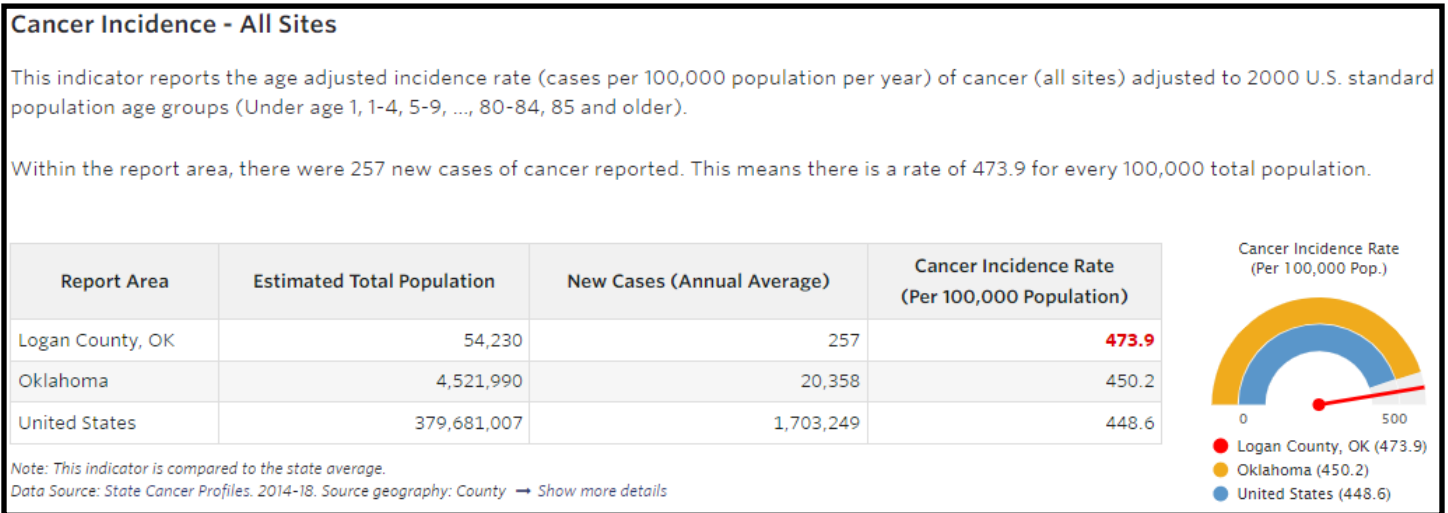 Cancer Incidence - All Sites
This indicator reports the age adjusted incidence rate (cases per 100,000 population per year) of cancer (all sites) adjusted to 2000 U.S. standard
population age groups (Under age 1, 1-4, 5-9, ..., 80-84, 85 and older).
Within the report area, there were 257 new cases of cancer reported. This means there is a rate of 473.9 for every 100,000 total population.
Report Area Estimated Total Population New Cases (Annual Average) Cancer Incidence Rate
(Per 100,000 Population)
Logan County, OK 54,230 257 473.9
Oklahoma 4,521,990 20,358 450.2
United States 379,681,007 1,703,249 448.6
Note: This indicator is compared to the state average.
Data Source: State Cancer Profiles. 2014-18. Source geography: County → Show more details
Cancer Incidence Rate
(Per 100,000 Pop.)
0 500
Logan County, OK (473.9)
Oklahoma (450.2)
United States (448.6)